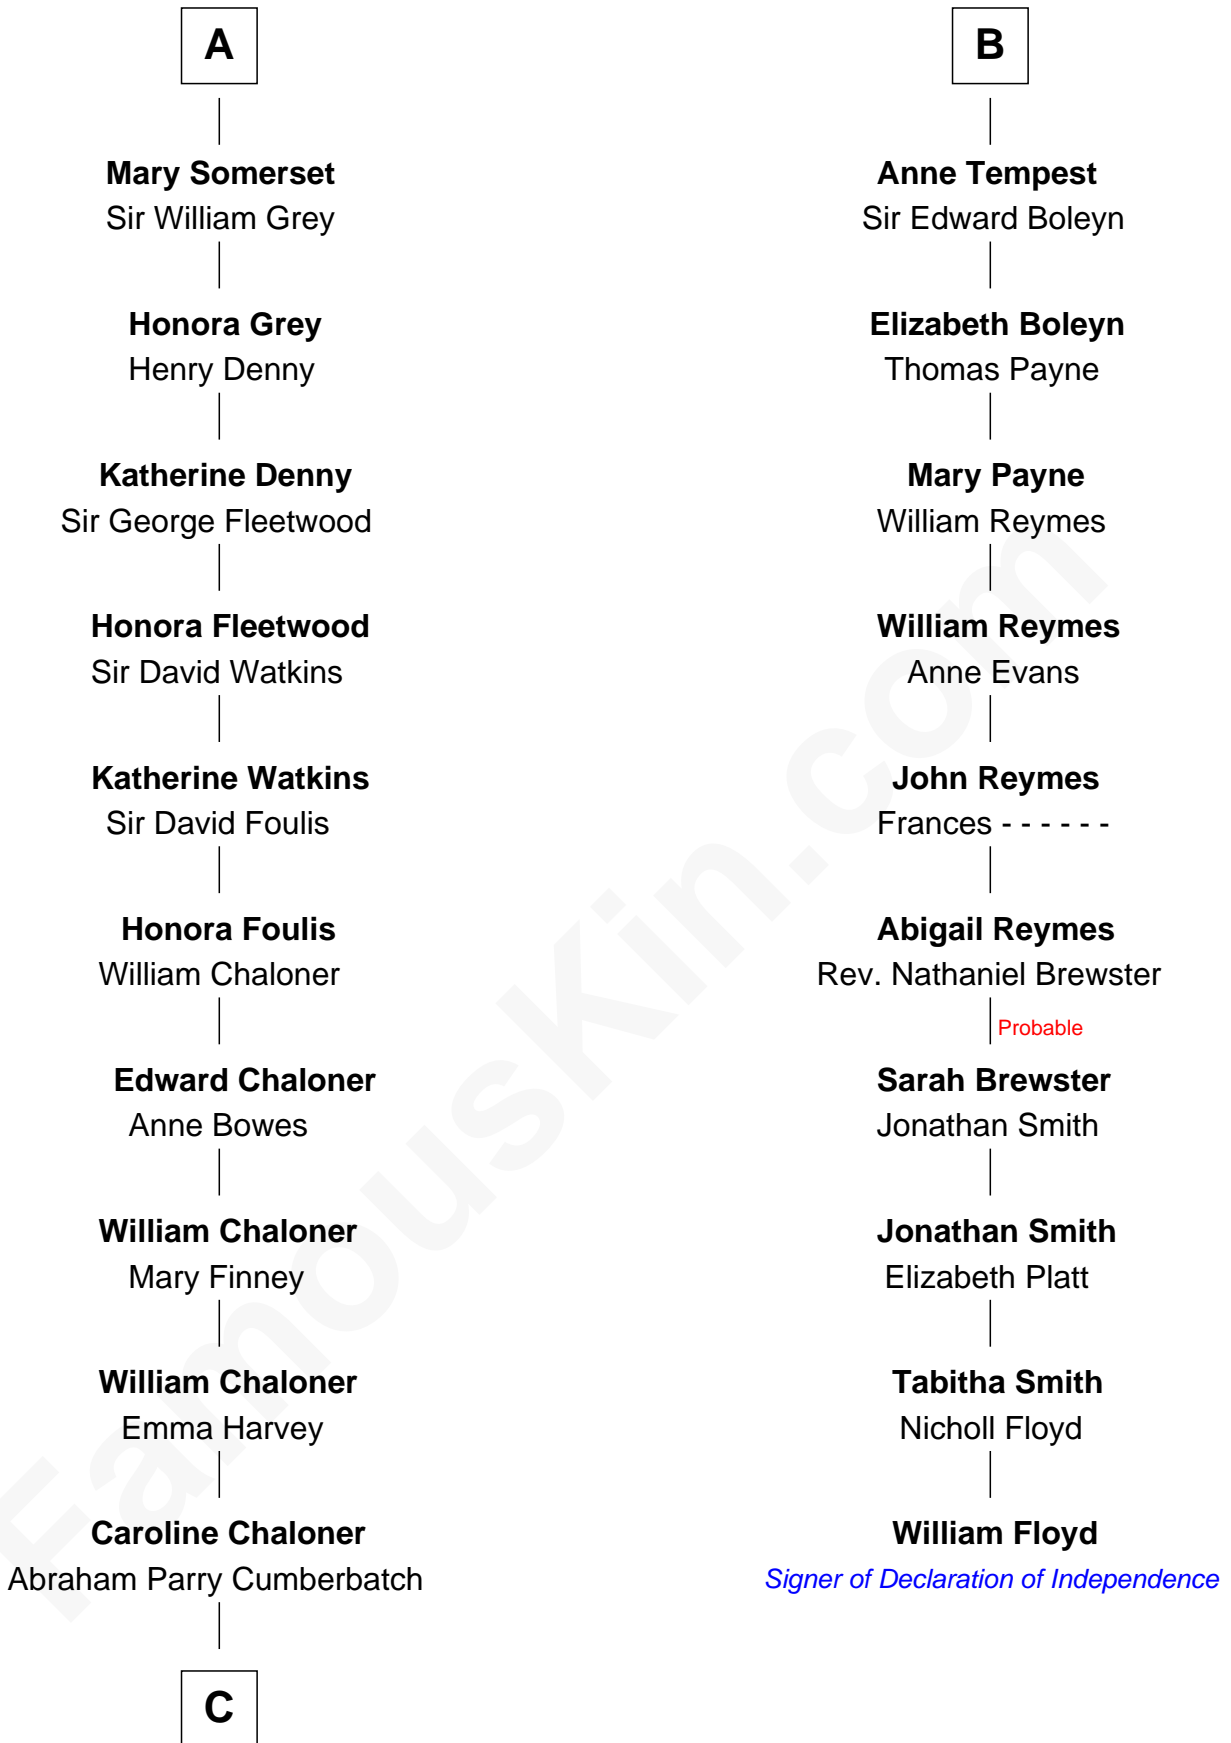 A
Mary Somerset
Sir William Grey
Honora Grey
Henry Denny
Katherine Denny
Sir George Fleetwood
Honora Fleetwood
Sir David Watkins
Katherine Watkins
Sir David Foulis
Honora Foulis
William Chaloner
Edward Chaloner
Anne Bowes
William Chaloner
Mary Finney
William Chaloner
Emma Harvey
Caroline Chaloner
Abraham Parry Cumberbatch
C
B
Anne Tempest
Sir Edward Boleyn
Elizabeth Boleyn
Thomas Payne
Mary Payne
William Reymes
William Reymes
Anne Evans
John Reymes
Frances - - - - - -
Abigail Reymes
Rev. Nathaniel Brewster
Probable
Sarah Brewster
Jonathan Smith
Jonathan Smith
Elizabeth Platt
Tabitha Smith
Nicholl Floyd
William Floyd
Signer of Declaration of Independence
FamousKin.com